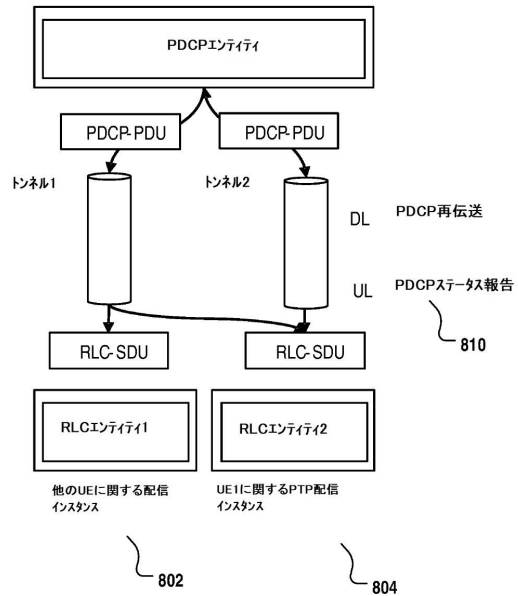 PDCPエンティティ
PDCP-PDU
PDCP-PDU
トンネル1
トンネル2
DL
PDCP再伝送
UL
PDCPステータス報告
810
RLC-SDU
RLC-SDU
RLCエンティティ1
RLCエンティティ2
他のUEに関する配信
インスタンス
UE1に関するPTP配信
インスタンス
802
804